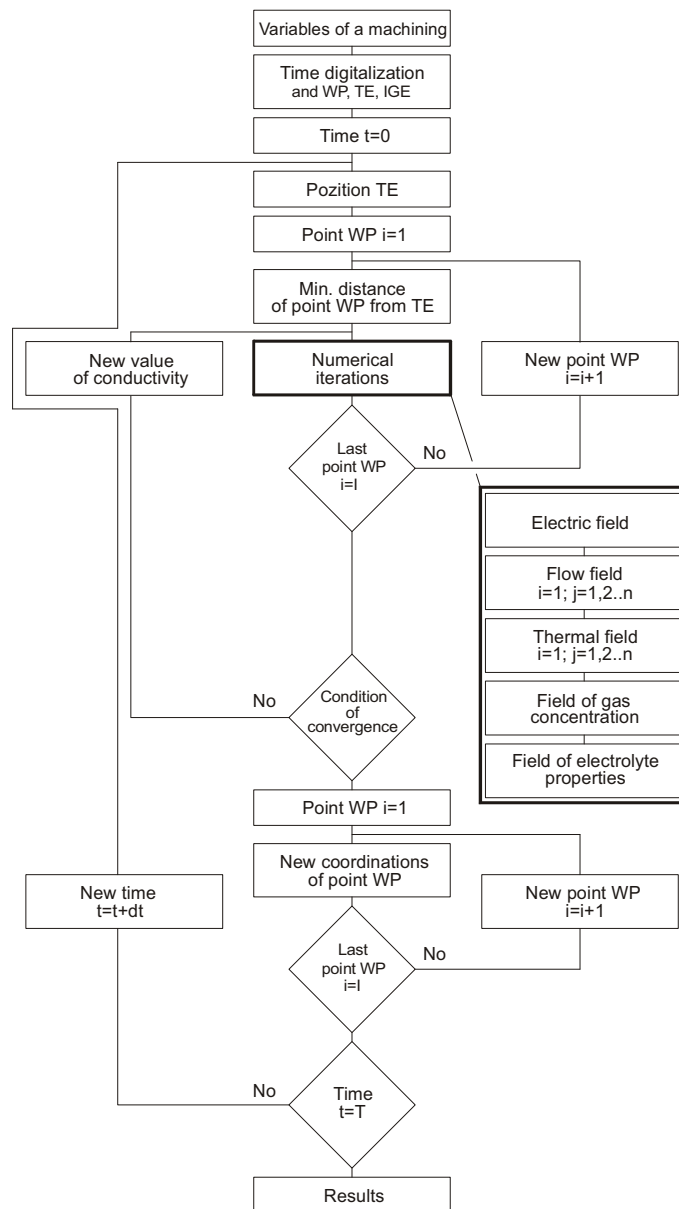 Variables of a machining
Time digitalization
and WP, TE, IGE
Time t=0
Pozition TE
Point WP i=1
Min. distance
of point WP from TE
New value
of conductivity
Numerical
iterations
New point WP
i=i+1
Last
point WP
i=I
No
Electric field
Flow field
i=1; j=1,2..n
Thermal field
i=1; j=1,2..n
Field of gas
concentration
Field of electrolyte
properties
No
Condition
of
convergence
Point WP i=1
New coordinations
of point WP
New time
t=t+dt
New point WP
i=i+1
Last
point WP
i=I
No
No
Time
t=T
Results